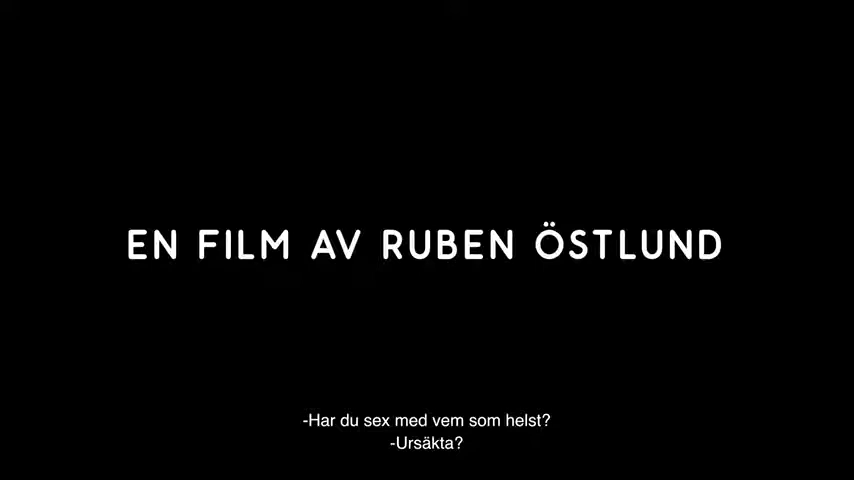 EN FILM AV RUBEN ÖSTLUND
-Har du sex med vem som helst?
-Ursäkta?